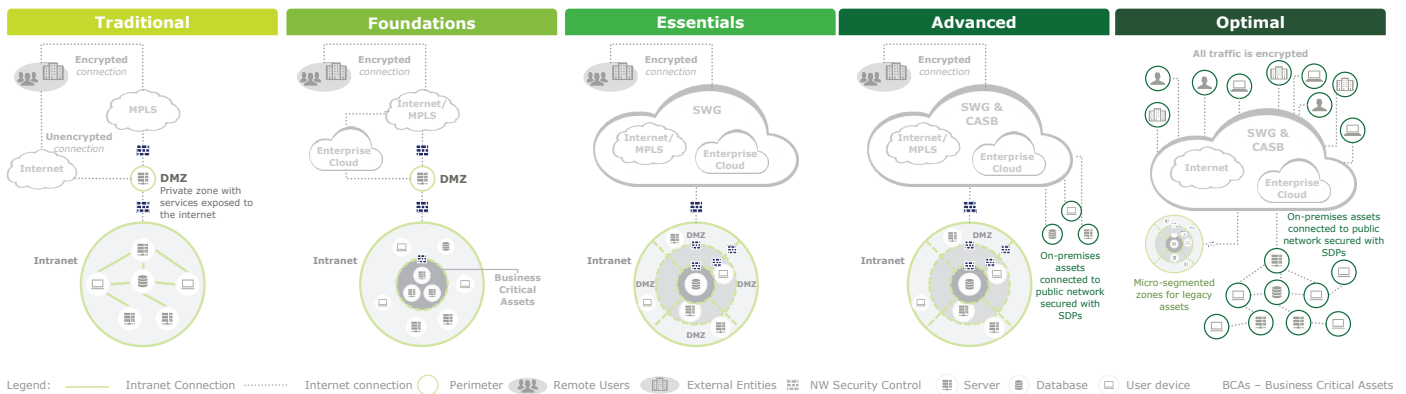 Traditional
Foundations
Essentials
Advanced
Optimal
Encrypted
connection
MPLS
Unencrypted
connection
Internet
DMZ
Private zone with
services exposed to
the internet
Intranet
Encrypted
connection
Internet/
MPLS
Enterprise
Cloud
DMZ
Intranet
Business
Critical
Assets
Encrypted
connection
SWG
Internet/
MPLS
Enterprise
Cloud
Intranet
DMZ
DMZ
DMZ
DMZ
Encrypted
connection
SWG &
CASB
Internet/
MPLS
Enterprise
Cloud
Intranet
On-premises
assets
connected to
public network
secured with
SDPs
All traffic is encrypted
SWG &
CASB
Internet
Enterprise
Cloud
On-premises assets
connected to public
network secured with
SDPs
Micro-segmented
zones for legacy
assets
Legend:
Intranet Connection
Internet connection
Perimeter
Remote Users
External Entities
NW Security Control
Server
Database
User device
BCAs – Business Critical Assets